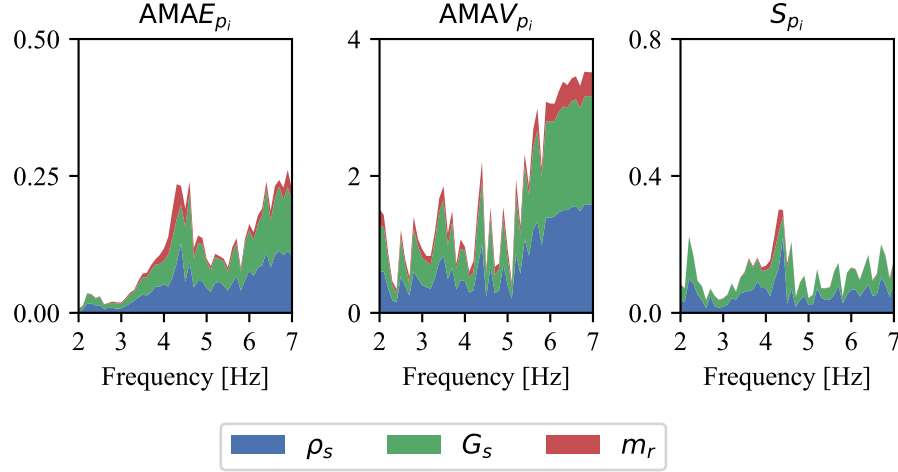 AMAE_{p_i} AMAV_{p_i} S_{p_i}
0.50 4 0.8
0.25 2 0.4
0.00 0 0.0
2 3 4 5 6 7 2 3 4 5 6 7 2 3 4 5 6 7
Frequency [Hz] Frequency [Hz] Frequency [Hz]
ρ_s G_s m_r